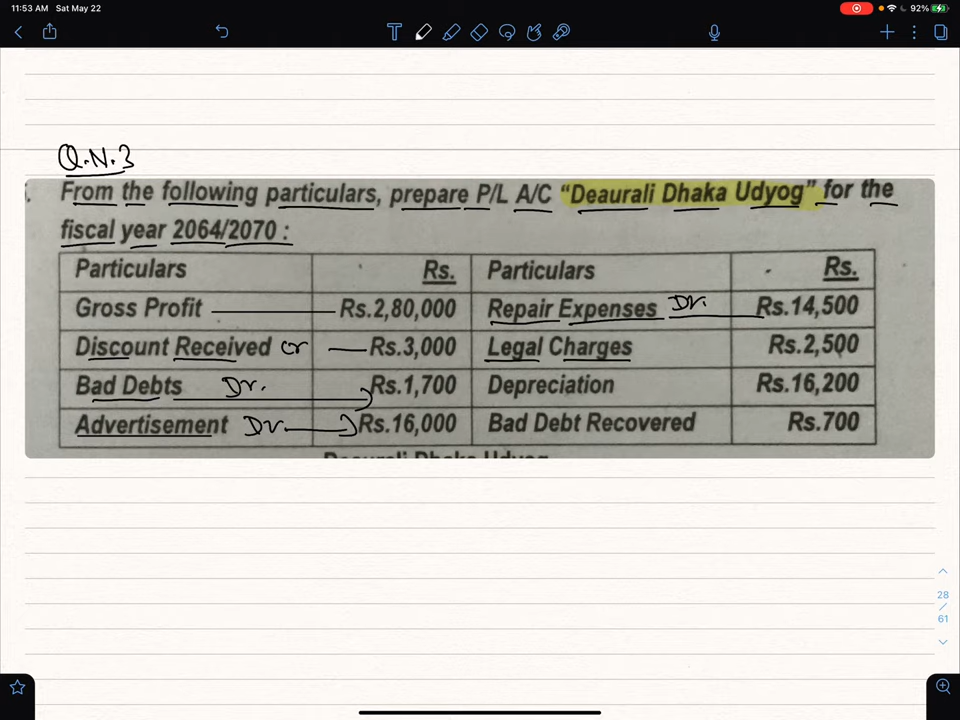 11:53 AM Sat May 22
92%
T
Q.N.3
From the following particulars, prepare P/L A/C “Deaurali Dhaka Udyog” for the
fiscal year 2064/2070 :
Particulars Rs. Particulars Rs.
Gross Profit Rs.2,80,000 Repair Expenses Dr. Rs.14,500
Discount Received cr Rs.3,000 Legal Charges Rs.2,500
Bad Debts Dr. Rs.1,700 Depreciation Rs.16,200
Advertisement Dr. Rs.16,000 Bad Debt Recovered Rs.700
Deaurali Dhaka Udyog
28
/
61